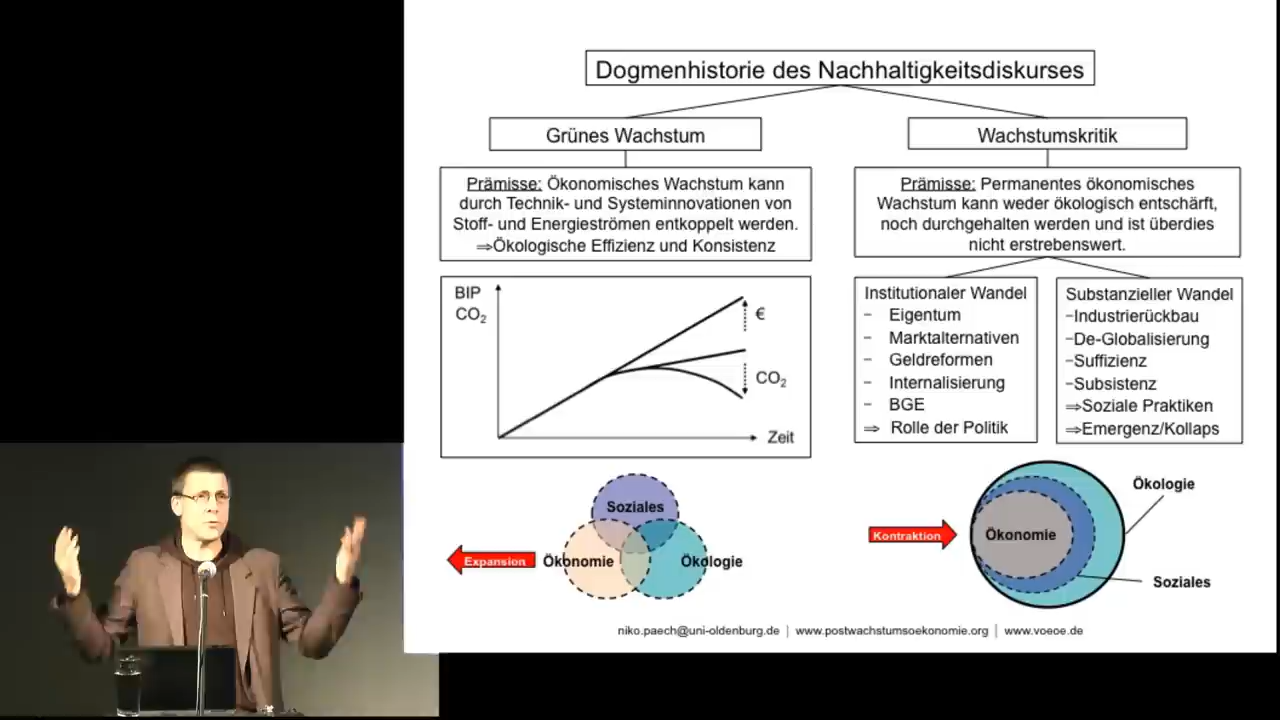 Dogmenhistorie des Nachhaltigkeitsdiskurses
Grünes Wachstum
Prämisse: Ökonomisches Wachstum kann
durch Technik- und Systeminnovationen von
Stoff- und Energieströmen entkoppelt werden.
⇒Ökologische Effizienz und Konsistenz
BIP
CO₂
€
CO₂
Zeit
Soziales
Ökonomie
Ökologie
Expansion
Wachstumskritik
Prämisse: Permanentes ökonomisches
Wachstum kann weder ökologisch entschärft,
noch durchgehalten werden und ist überdies
nicht erstrebenswert.
Institutionaler Wandel
- Eigentum
- Marktalternativen
- Geldreformen
- Internalisierung
- BGE
⇒ Rolle der Politik
Substanzieller Wandel
-Industrierückbau
-De-Globalisierung
-Suffizienz
-Subsistenz
⇒Soziale Praktiken
⇒Emergenz/Kollaps
Kontraktion
Ökonomie
Ökologie
Soziales
niko.paech@uni-oldenburg.de | www.postwachstumsoekonomie.org | www.voeoe.de